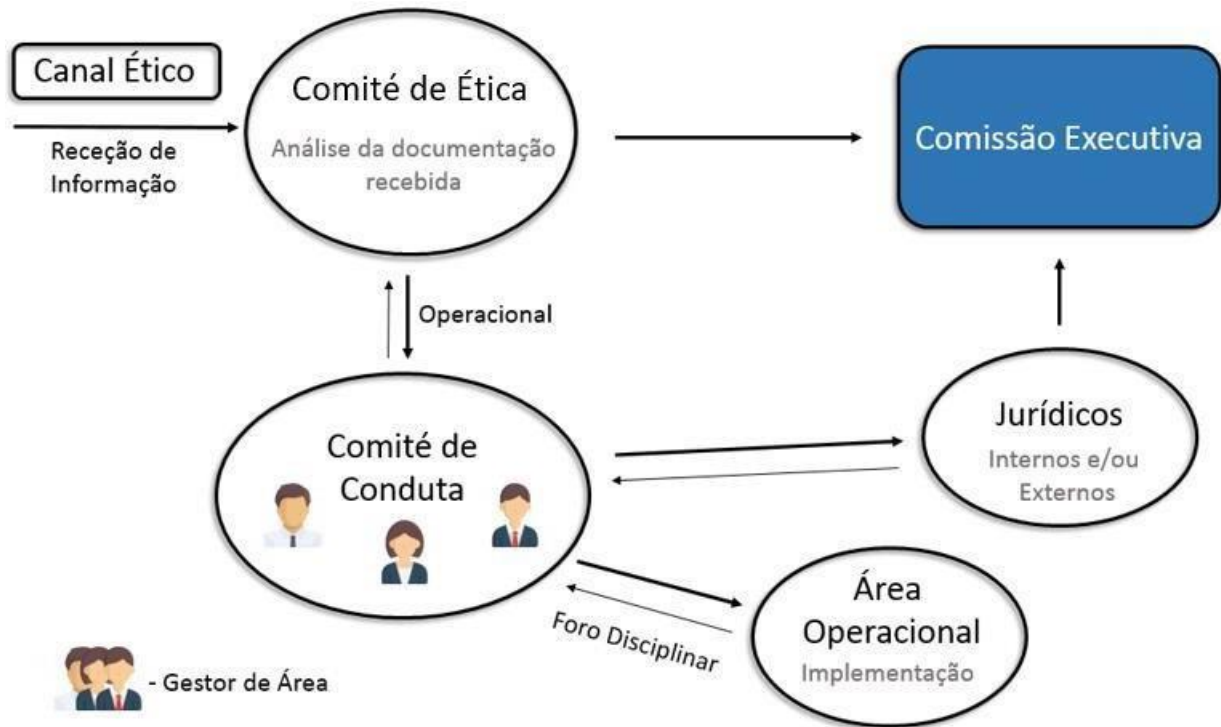 Canal Ético
Receção de
Informação
Comité de Ética
Análise da documentação
recebida
Comissão Executiva
Operacional
Comité de
Conduta
Jurídicos
Internos e/ou
Externos
Foro Disciplinar
Área
Operacional
Implementação
- Gestor de Área